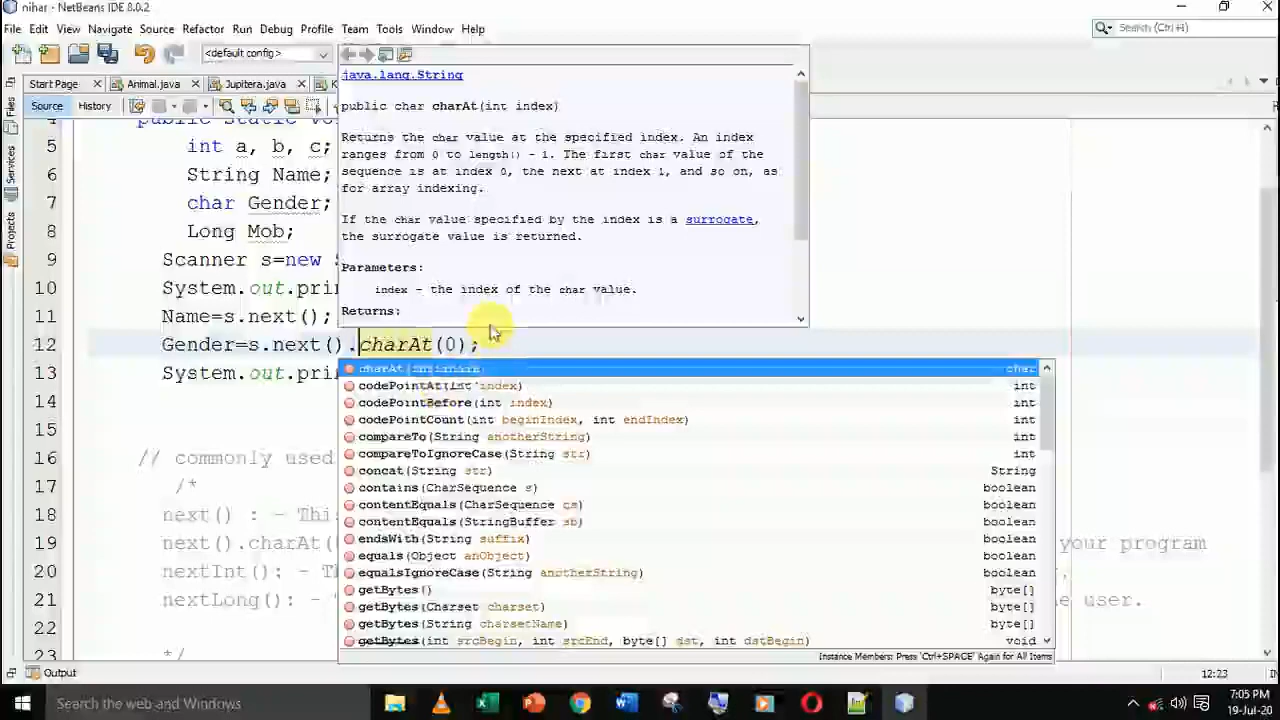 nihar - NetBeans IDE 8.0.2
File Edit View Navigate Source Refactor Run Debug Profile Team Tools Window Help
Search (Ctrl+I)
<default config>
Start Page Animal.java Jupitera.java
Source History
java.lang.String
public char charAt(int index)
Returns the char value at the specified index. An index
ranges from 0 to length() - 1. The first char value of the
sequence is at index 0, the next at index 1, and so on, as
for array indexing.
If the char value specified by the index is a surrogate,
the surrogate value is returned.
Parameters:
index - the index of the char value.
Returns:
Files
Services
Projects
4 public static
5 int a, b, c;
6 String Name;
7 char Gender;
8 Long Mob;
9 Scanner s=new
10 System.out.
11 Name=s.next();
12 Gender=s.next().charAt(0);
13 System.out.
14
15
16 // commonly used
17 /*
18 next() : -
19 next().charAt( your program
20 nextInt(): -
21 nextLong(): - user.
22
23 */
charAt(int index) char
codePointAt(int index) int
codePointBefore(int index) int
codePointCount(int beginIndex, int endIndex) int
compareTo(String anotherString) int
compareToIgnoreCase(String str) int
concat(String str) String
contains(CharSequence s) boolean
contentEquals(CharSequence cs) boolean
contentEquals(StringBuffer sb) boolean
endsWith(String suffix) boolean
equals(Object anObject) boolean
equalsIgnoreCase(String anotherString) boolean
getBytes() byte[]
getBytes(Charset charset) byte[]
getBytes(String charsetName) byte[]
getBytes(int srcBegin, int srcEnd, byte[] dst, int dstBegin) void
Instance Members: Press 'Ctrl+SPACE' Again for All Items
Output
12:23
Search the web and Windows
7:05 PM
19-Jul-20